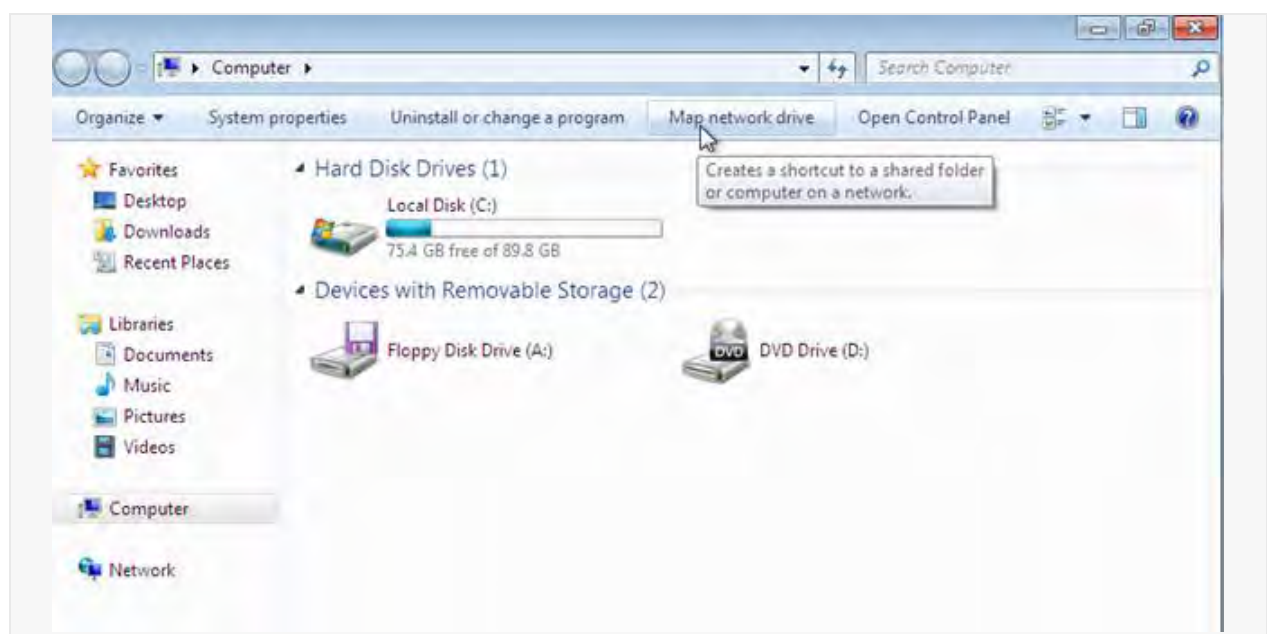 Computer
Search Computer
Organize System properties Uninstall or change a program Map network drive Open Control Panel
Creates a shortcut to a shared folder
or computer on a network.
Favorites
Desktop
Downloads
Recent Places
Libraries
Documents
Music
Pictures
Videos
Computer
Network
Hard Disk Drives (1)
Local Disk (C:)
75.4 GB free of 89.8 GB
Devices with Removable Storage (2)
Floppy Disk Drive (A:)
DVD
DVD Drive (D:)